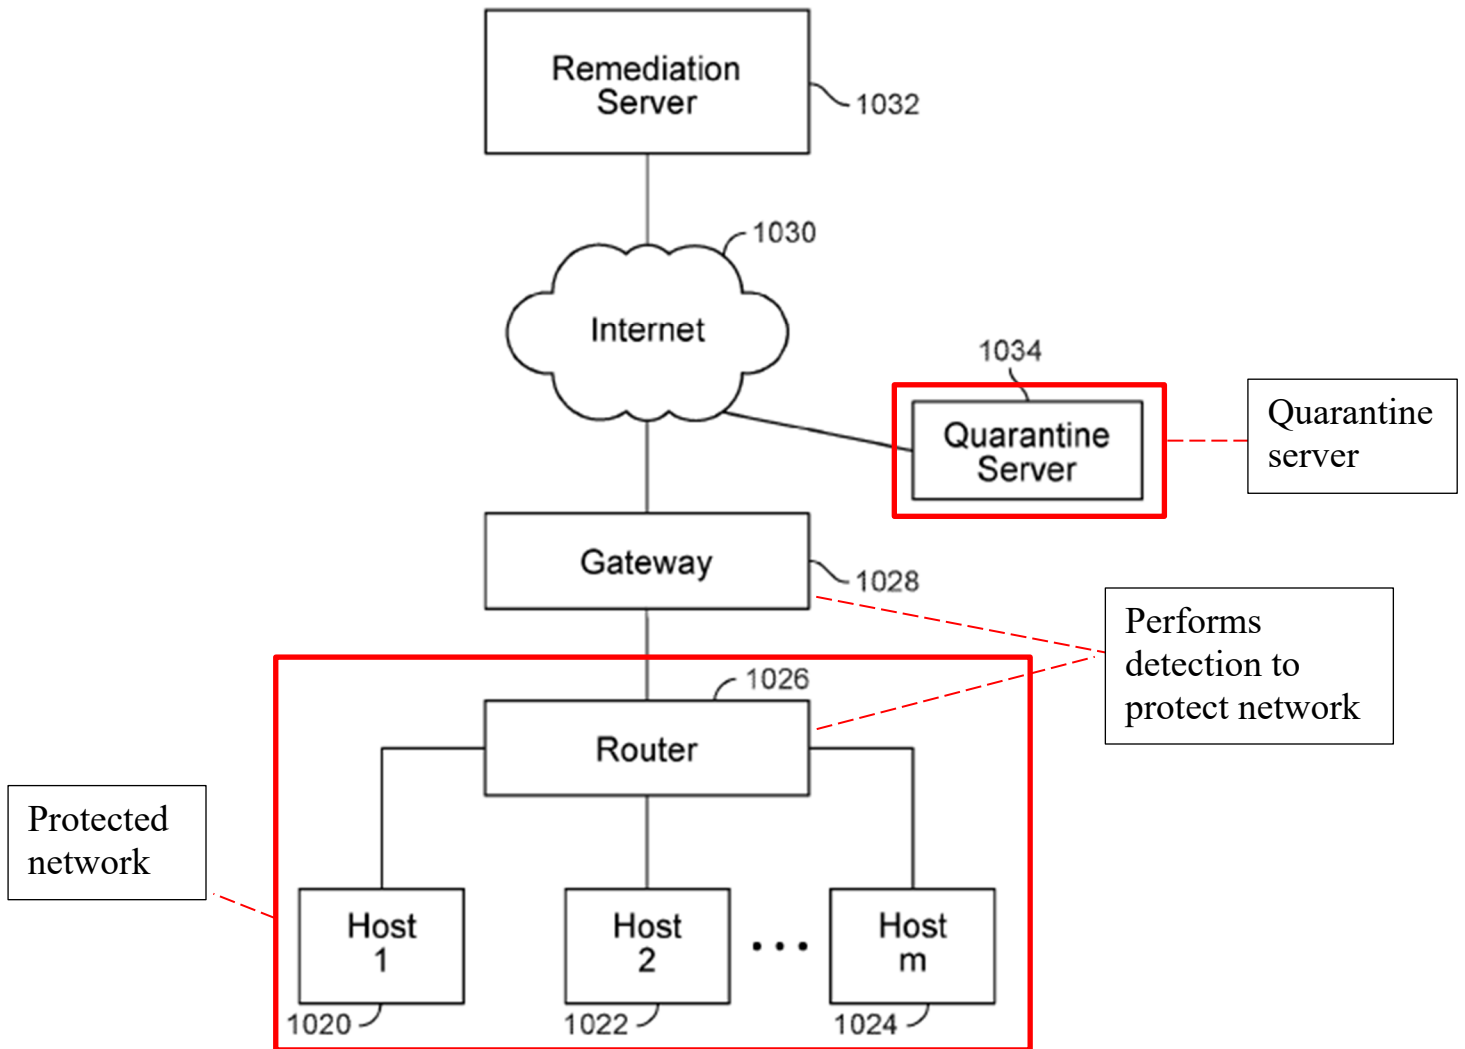 Remediation
Server
1032
1030
Internet
1034
Quarantine
Server
Quarantine
server
Gateway
1028
Performs
detection to
protect network
1026
Router
Protected
network
Host
1
Host
2
Host
m
1020
1022
1024